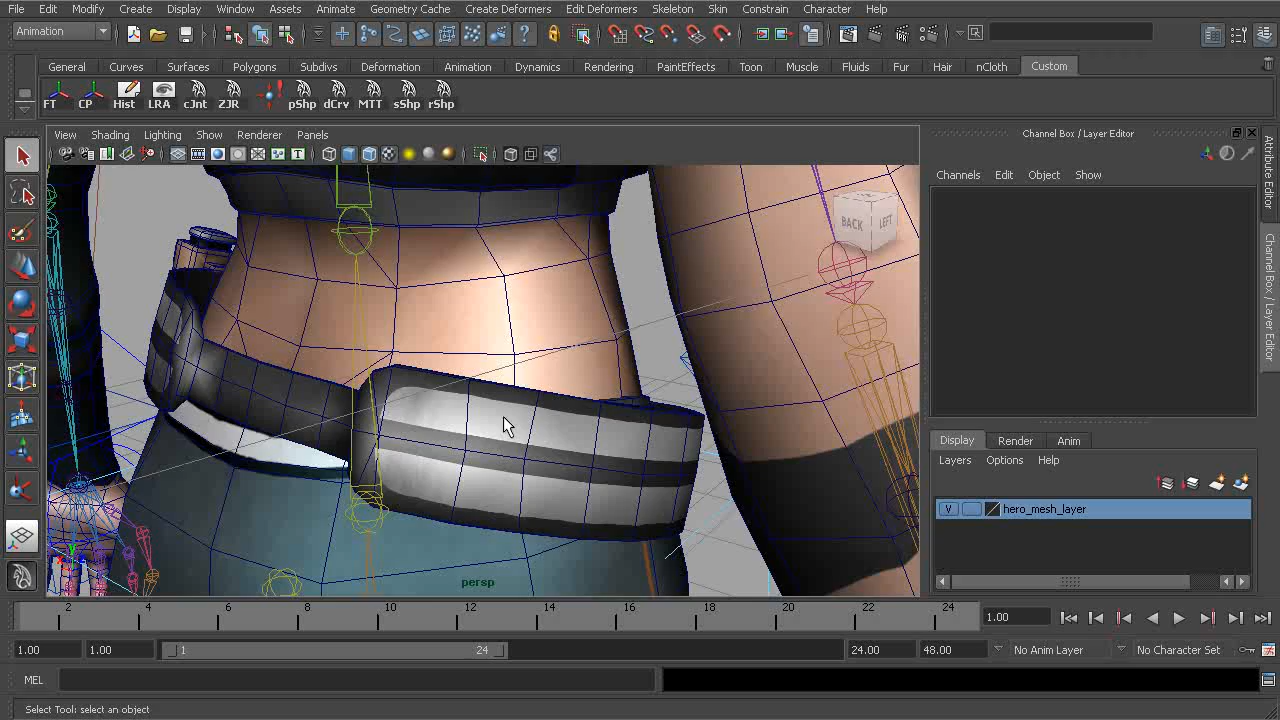 File Edit Modify Create Display Window Assets Animate Geometry Cache Create Deformers Edit Deformers Skeleton Skin Constrain Character Help
Animation
General Curves Surfaces Polygons Subdivs Deformation Animation Dynamics Rendering PaintEffects Toon Muscle Fluids Fur Hair nCloth Custom
FT CP Hist LRA cJnt ZJR pShp dCrv MTT sShp rShp
View Shading Lighting Show Renderer Panels
Channel Box / Layer Editor
Channels Edit Object Show
Attribute Editor
Channel Box / Layer Editor
BACK LEFT
persp
Display Render Anim
Layers Options Help
V hero_mesh_layer
2 4 6 8 10 12 14 16 18 20 22 24
1.00
1.00 1.00 1 24 24.00 48.00 No Anim Layer No Character Set
MEL
Select Tool: select an object